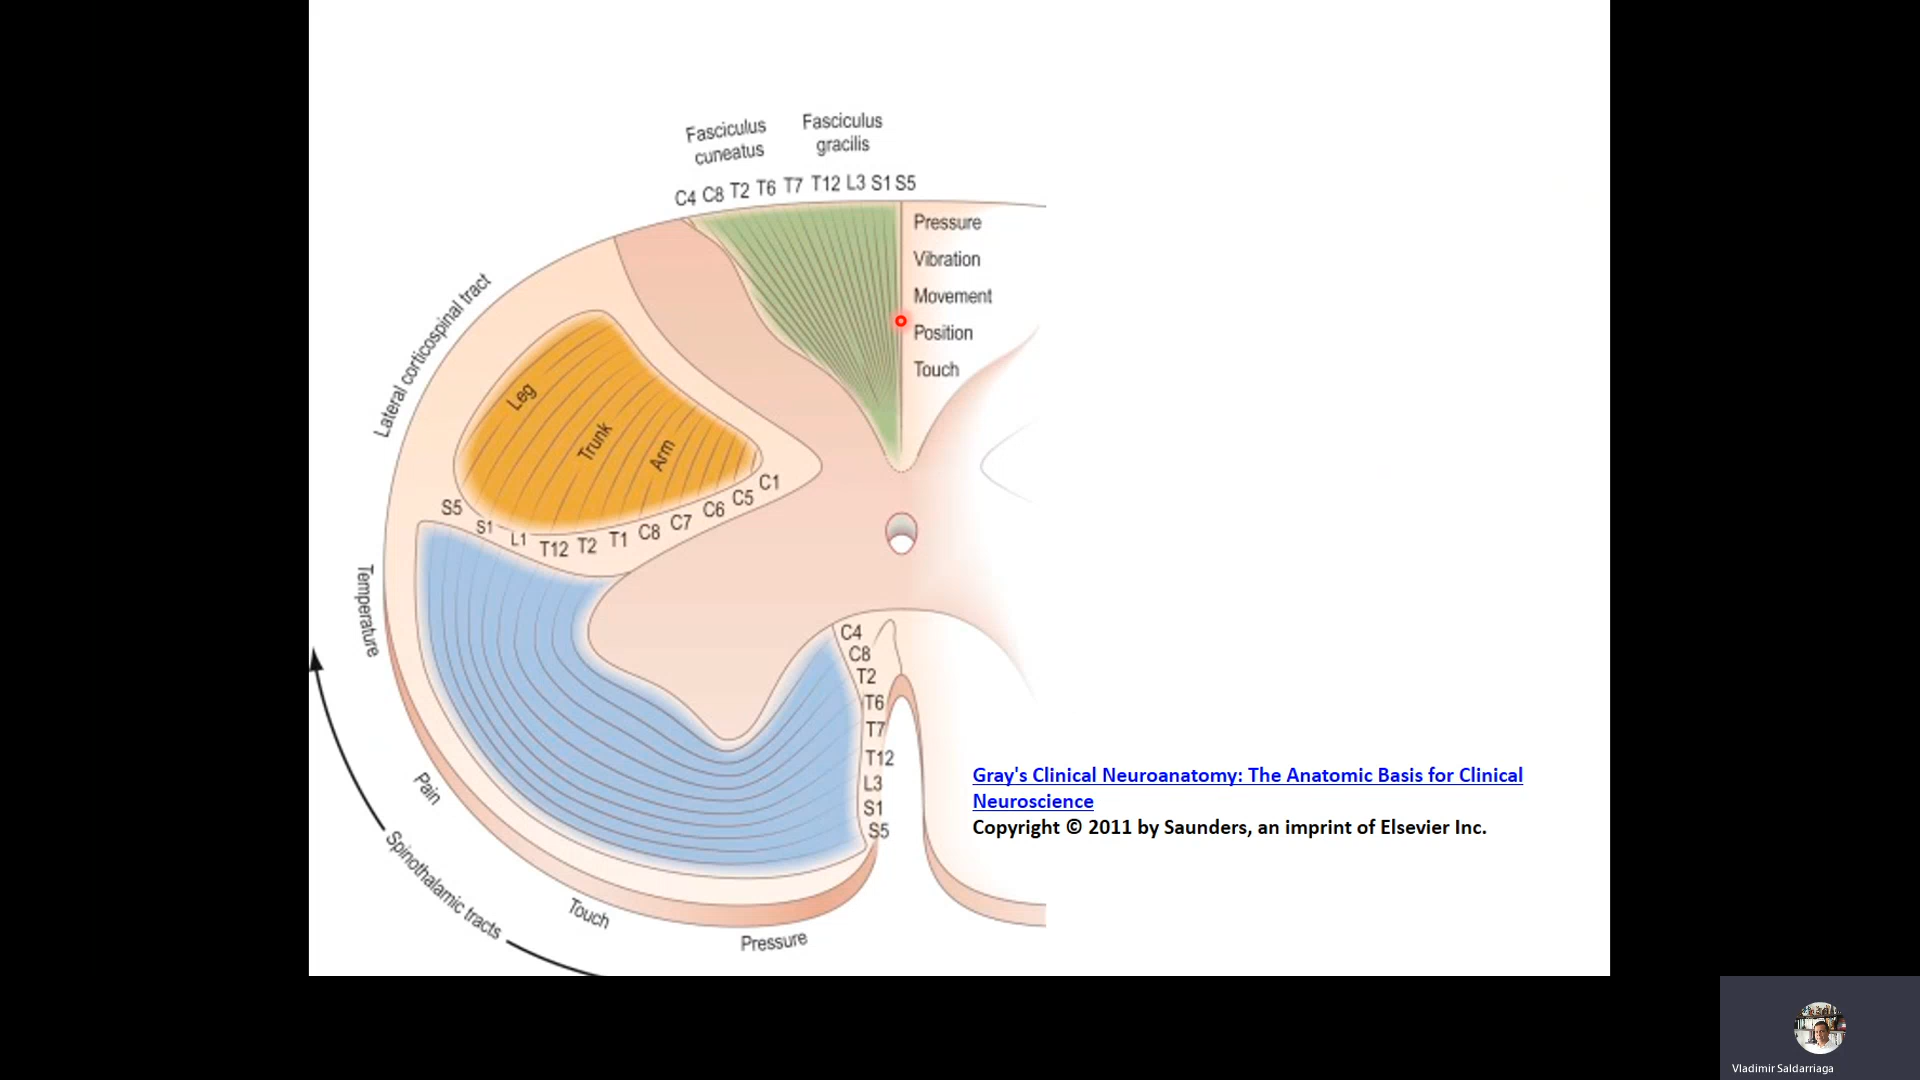 Fasciculus
cuneatus
Fasciculus
gracilis
C4 C8 T2 T6 T7 T12 L3 S1 S5
Pressure
Vibration
Movement
Position
Touch
Lateral corticospinal tract
Leg
Trunk
Arm
S5 S1 L1 T12 T2 T1 C8 C7 C6 C5 C1
C4
C8
T2
T6
T7
T12
L3
S1
S5
Temperature
Pain
Spinothalamic tracts
Touch
Pressure
Gray's Clinical Neuroanatomy: The Anatomic Basis for Clinical
Neuroscience
Copyright © 2011 by Saunders, an imprint of Elsevier Inc.
Vladimir Saldarriaga